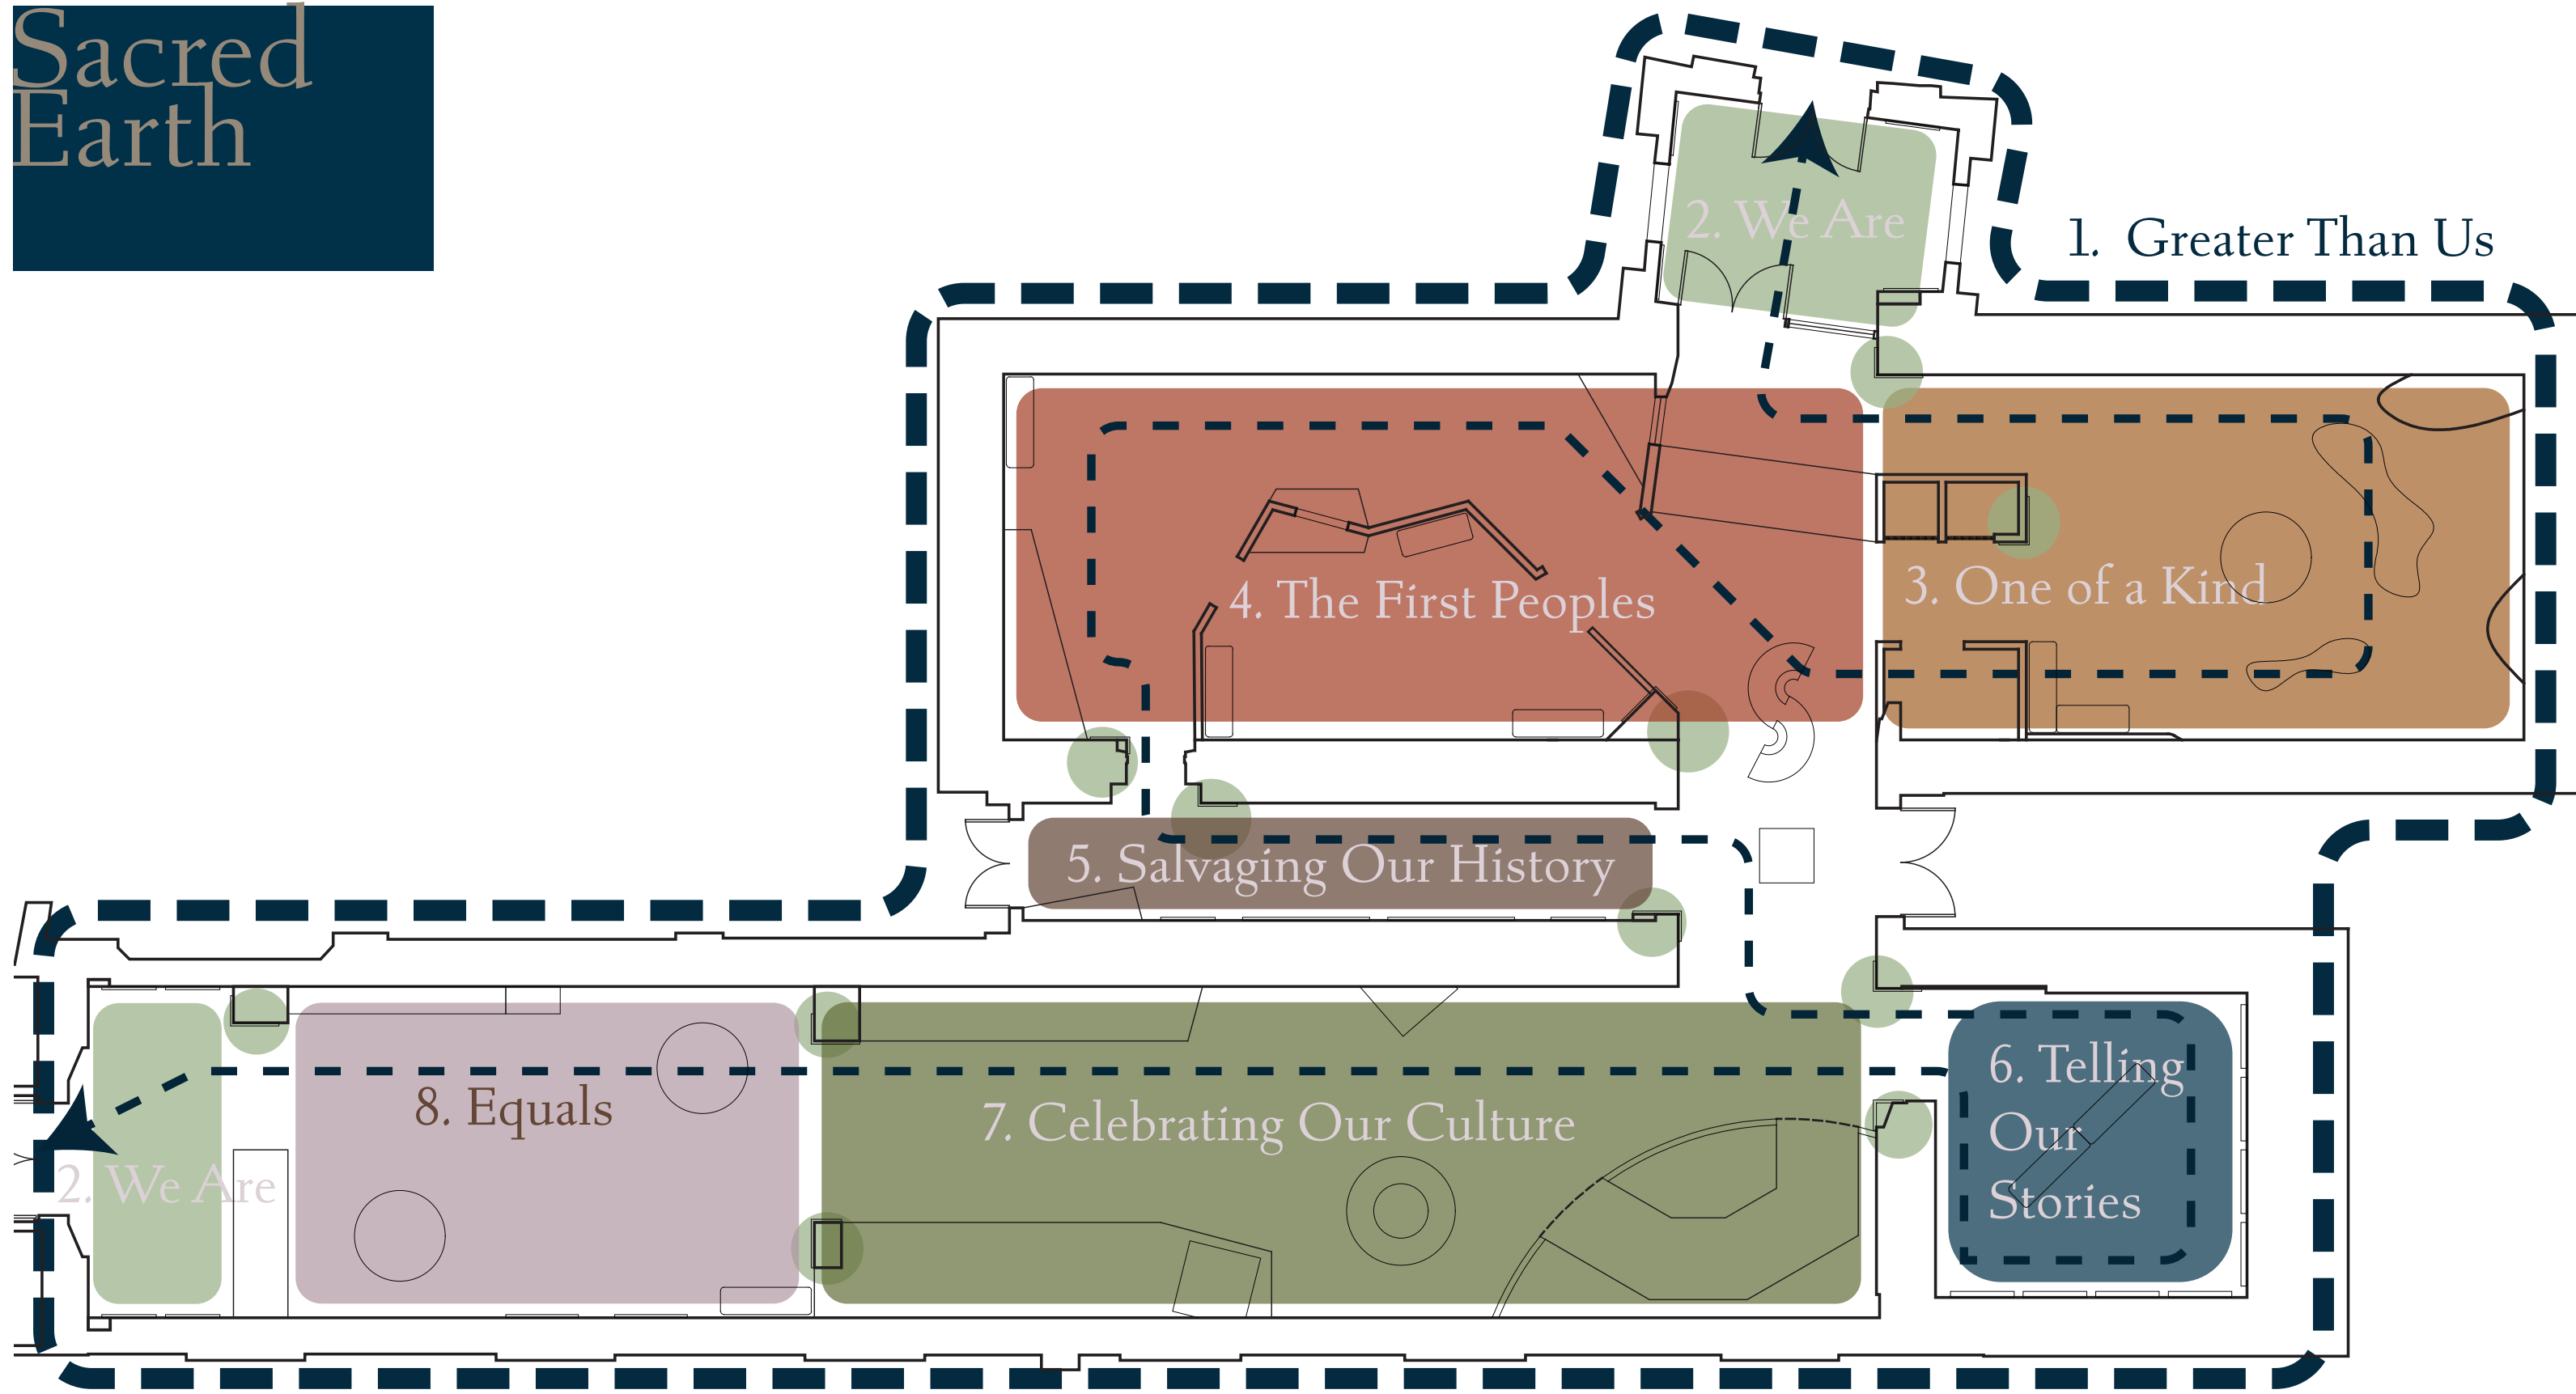 Sacred
Earth
2. We Are
1. Greater Than Us
4. The First Peoples
3. One of a Kind
5. Salvaging Our History
6. Telling
Our
Stories
8. Equals
7. Celebrating Our Culture
2. We Are